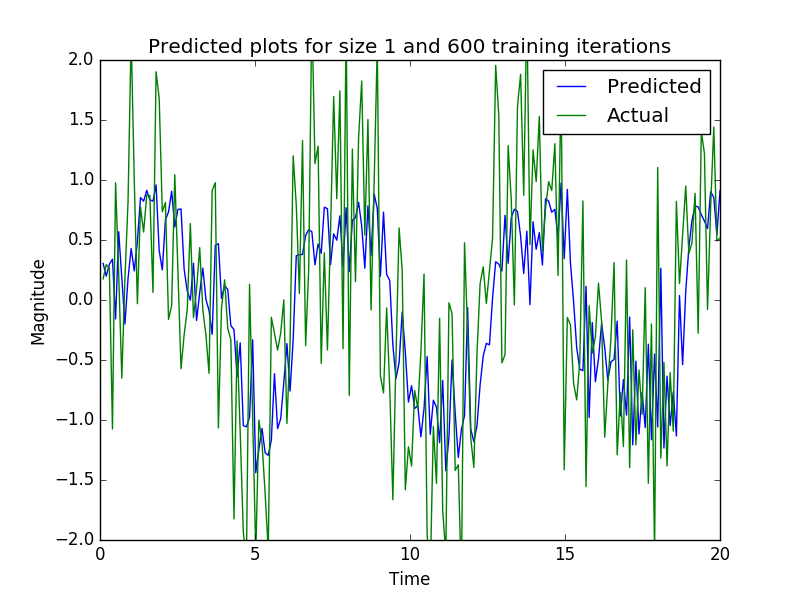 Predicted plots for size 1 and 600 training iterations
Predicted
Actual
2.0
1.5
1.0
0.5
0.0
−0.5
−1.0
−1.5
−2.0
Magnitude
0
5
10
15
20
Time